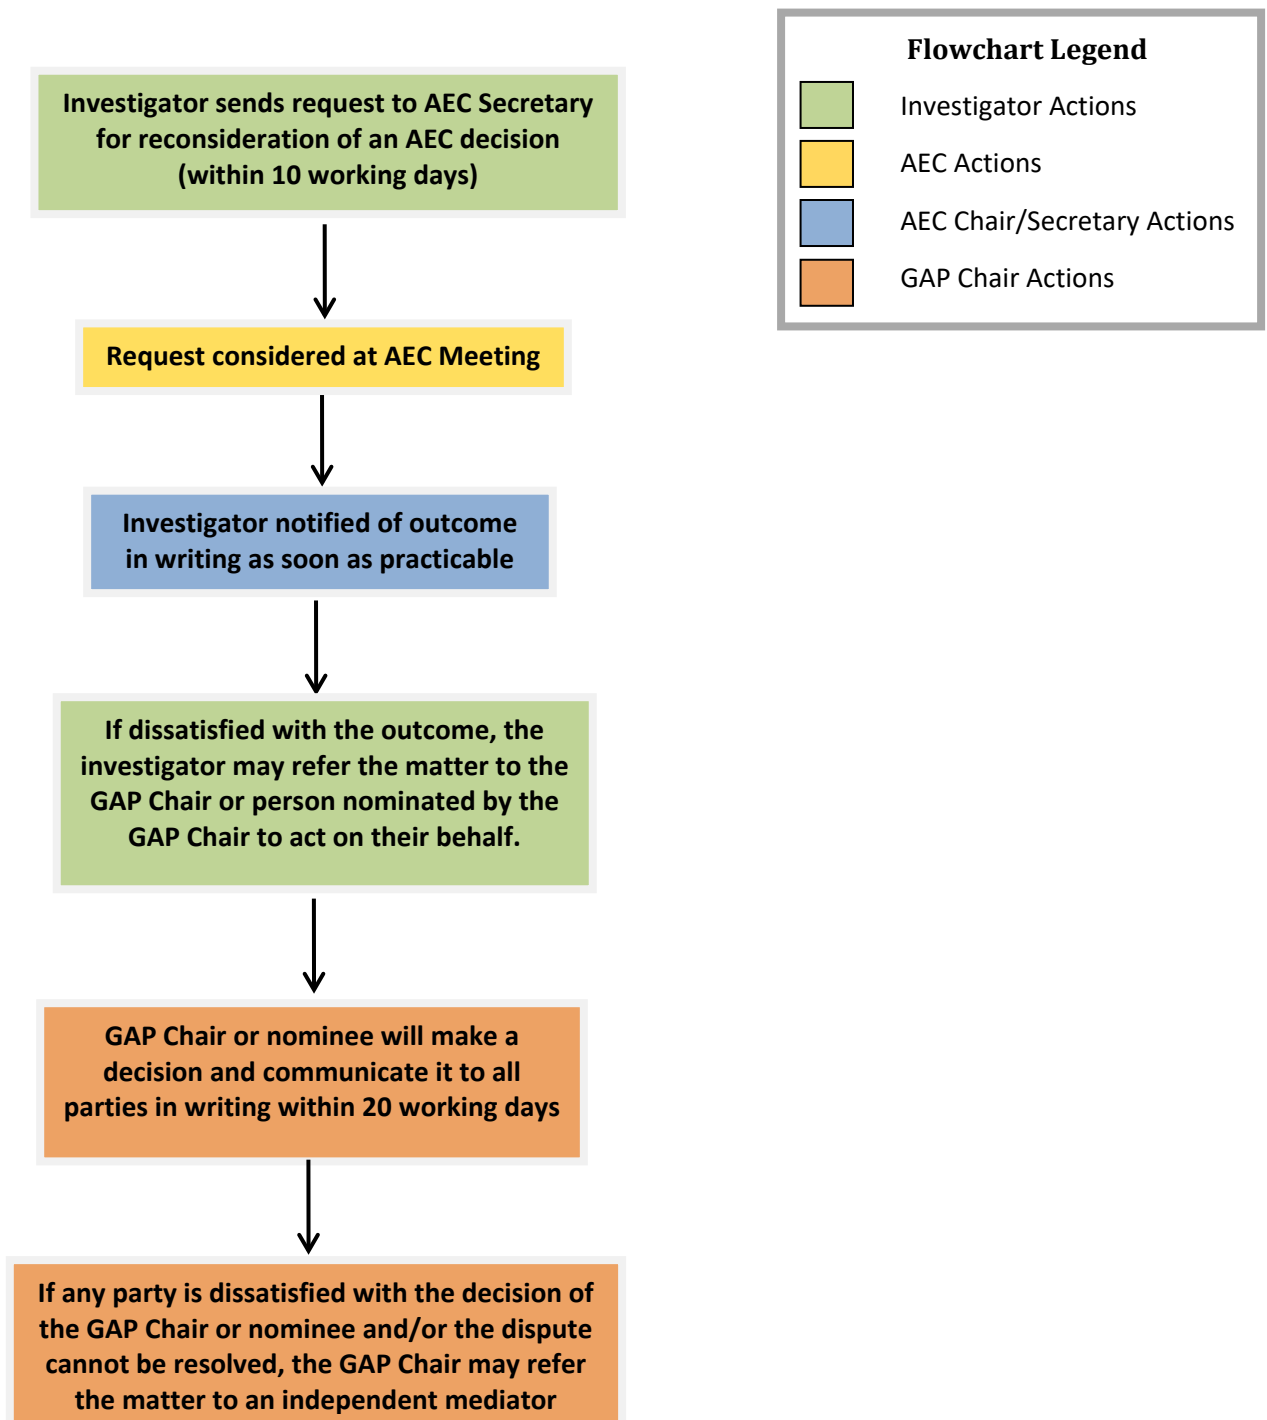 Investigator sends request to AEC Secretary
for reconsideration of an AEC decision
(within 10 working days)
Request considered at AEC Meeting
Investigator notified of outcome
in writing as soon as practicable
If dissatisfied with the outcome, the
investigator may refer the matter to the
GAP Chair or person nominated by the
GAP Chair to act on their behalf.
GAP Chair or nominee will make a
decision and communicate it to all
parties in writing within 20 working days
If any party is dissatisfied with the decision of
the GAP Chair or nominee and/or the dispute
cannot be resolved, the GAP Chair may refer
the matter to an independent mediator
Flowchart Legend
Investigator Actions
AEC Actions
AEC Chair/Secretary Actions
GAP Chair Actions